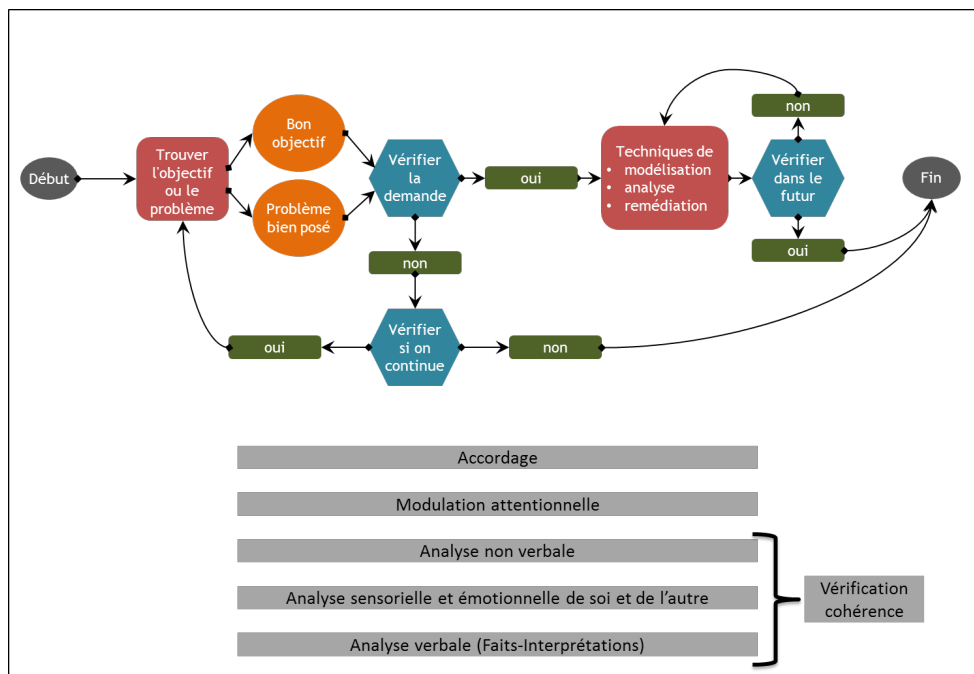 Début
Trouver
l'objectif
ou le
problème
Bon
objectif
Problème
bien posé
Vérifier
la
demande
oui
Techniques de
• modélisation
• analyse
• remédiation
non
Vérifier
dans le
futur
oui
Fin
non
oui
Vérifier
si on
continue
non
Accordage
Modulation attentionnelle
Analyse non verbale
Analyse sensorielle et émotionnelle de soi et de l’autre
Analyse verbale (Faits-Interprétations)
Vérification
cohérence